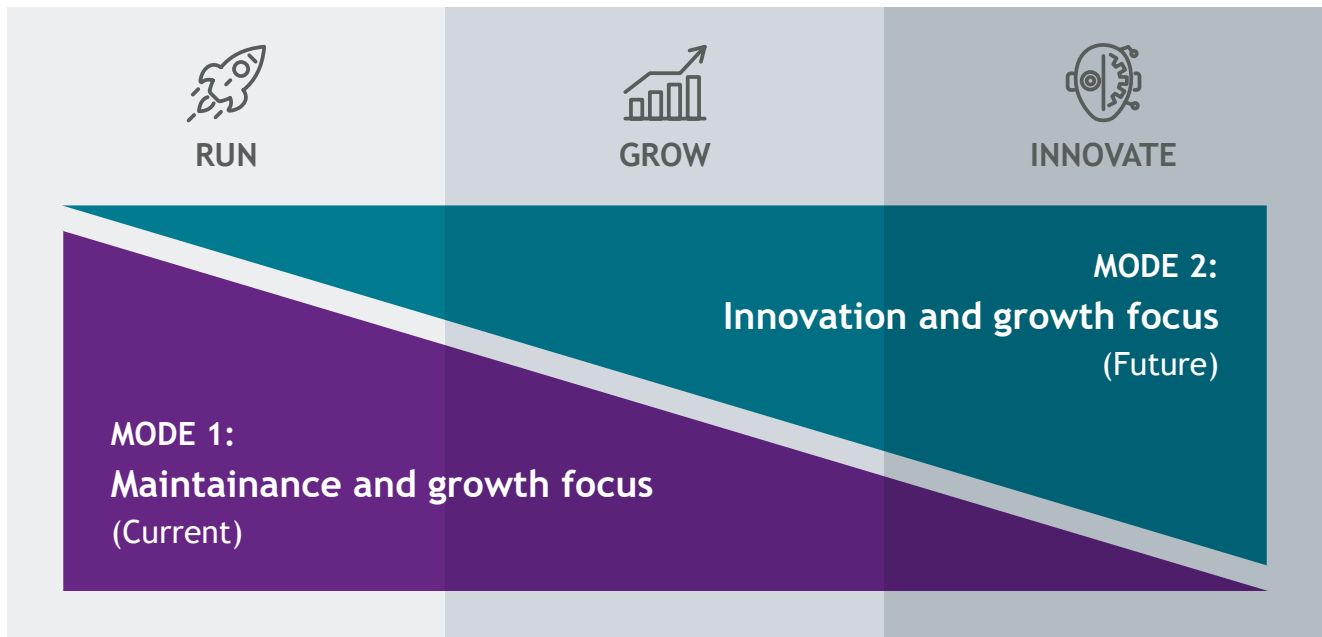 RUN
GROW
INNOVATE
MODE 2:
Innovation and growth focus
(Future)
MODE 1:
Maintainance and growth focus
(Current)